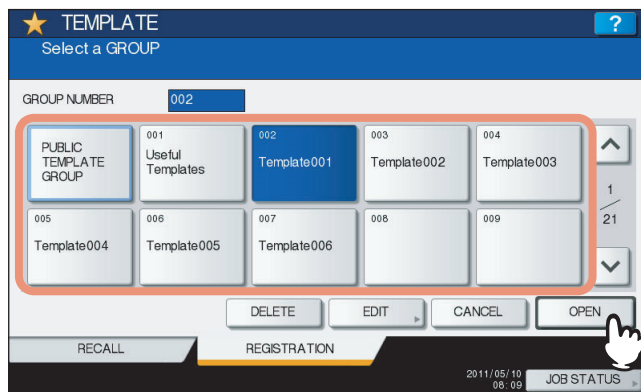 TEMPLATE
?
Select a GROUP
GROUP NUMBER 002
PUBLIC
TEMPLATE
GROUP
001
Useful
Templates
002
Template001
003
Template002
004
Template003
1
/
21
005
Template004
006
Template005
007
Template006
008
009
DELETE EDIT CANCEL OPEN
RECALL REGISTRATION
2011/05/10
08:09
JOB STATUS